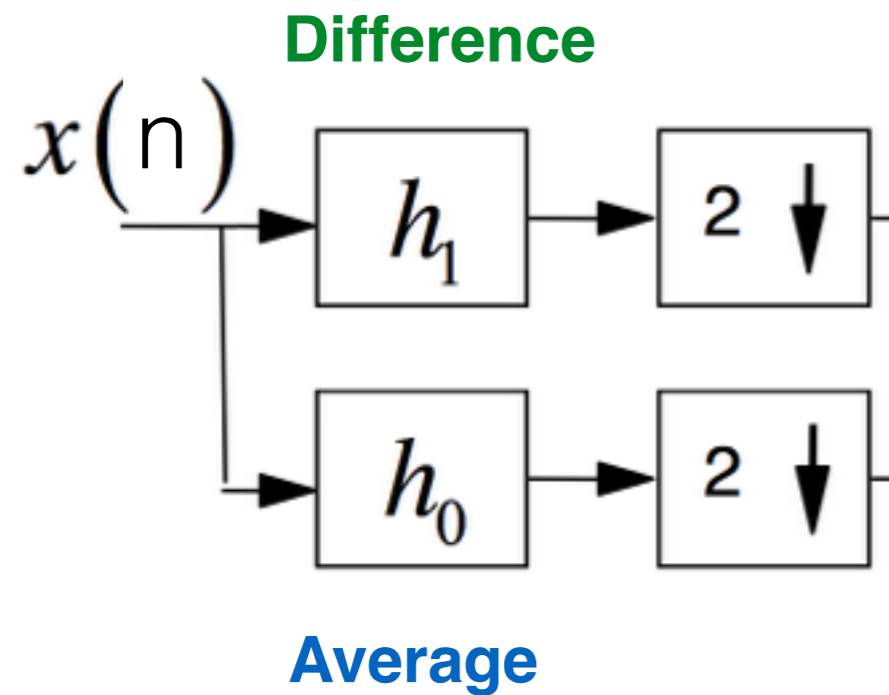 Difference
x(n)
h₁
2 ↓
h₀
2 ↓
Average